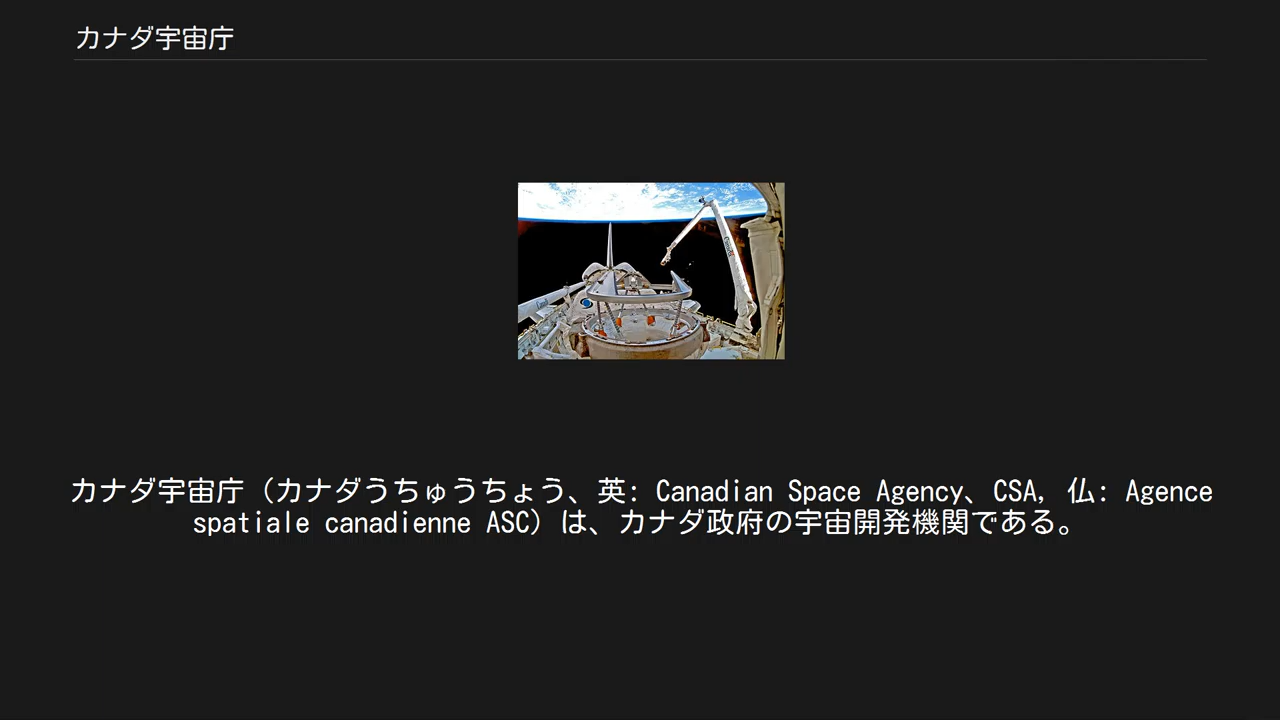 カナダ宇宙庁
カナダ宇宙庁（カナダうちゅうちょう、英: Canadian Space Agency、CSA, 仏: Agence
spatiale canadienne ASC）は、カナダ政府の宇宙開発機関である。